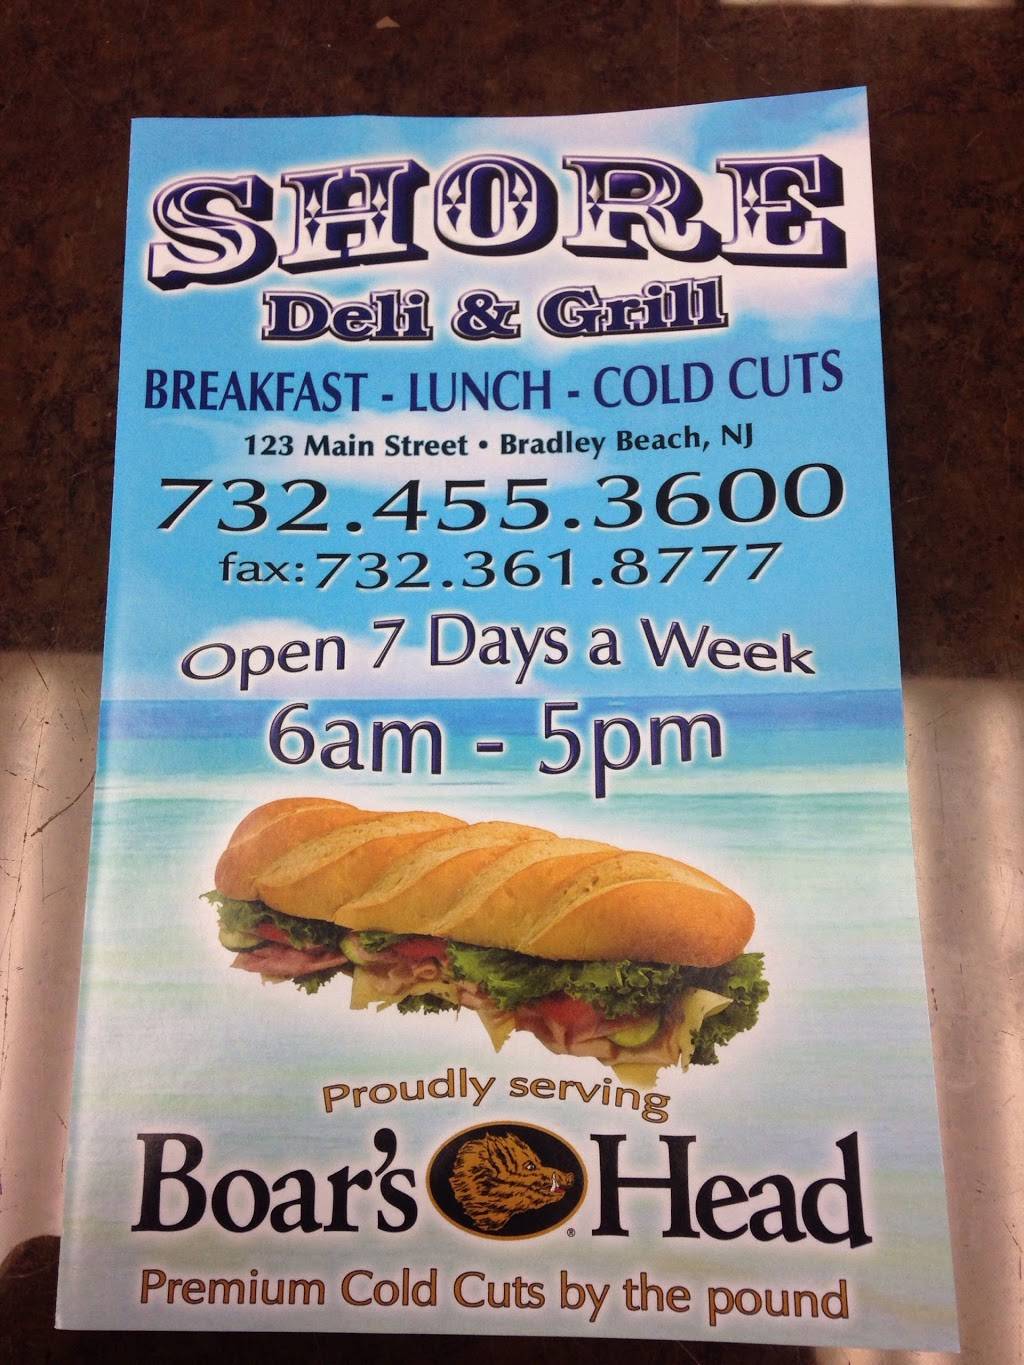 SHORE
Deli & Grill
BREAKFAST - LUNCH - COLD CUTS
123 Main Street • Bradley Beach, NJ
732.455.3600
fax:732.361.8777
Open 7 Days a Week
6am - 5pm
Proudly serving
Boar's Head®
Premium Cold Cuts by the pound